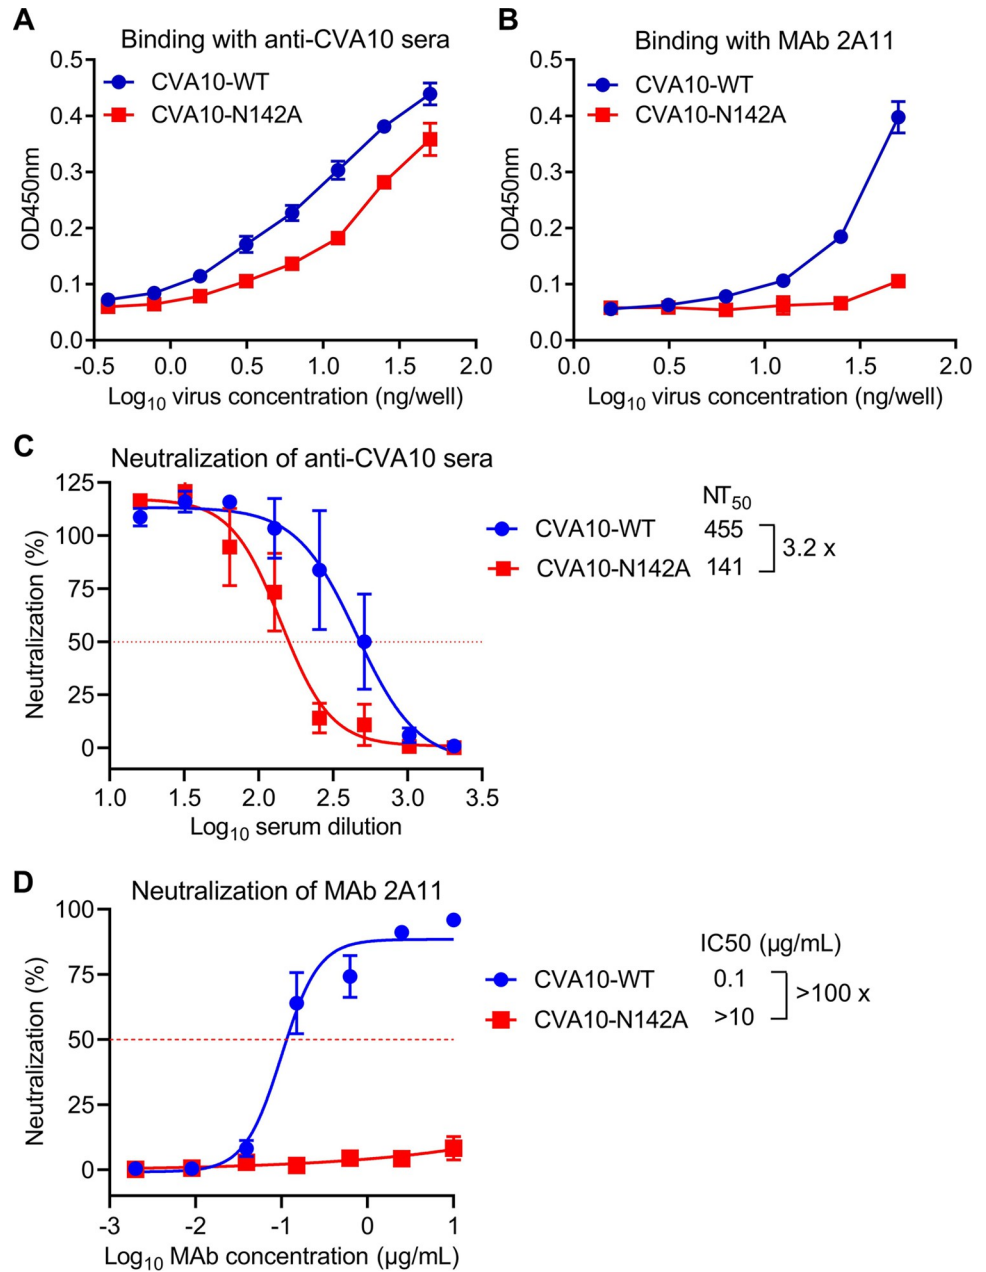 A
Binding with anti-CVA10 sera
0.5
0.4
0.3
0.2
0.1
0.0
OD450nm
CVA10-WT
CVA10-N142A
-0.5
0.0
0.5
1.0
1.5
2.0
Log10 virus concentration (ng/well)
B
Binding with MAb 2A11
0.5
0.4
0.3
0.2
0.1
0.0
OD450nm
CVA10-WT
CVA10-N142A
0.0
0.5
1.0
1.5
2.0
Log10 virus concentration (ng/well)
C
Neutralization of anti-CVA10 sera
125
100
75
50
25
0
Neutralization (%)
1.0
1.5
2.0
2.5
3.0
3.5
Log10 serum dilution
NT50
CVA10-WT 455
3.2 x
CVA10-N142A 141
D
Neutralization of MAb 2A11
100
75
50
25
0
Neutralization (%)
-3
-2
-1
0
1
Log10 MAb concentration (µg/mL)
IC50 (µg/mL)
CVA10-WT 0.1
>100 x
CVA10-N142A >10